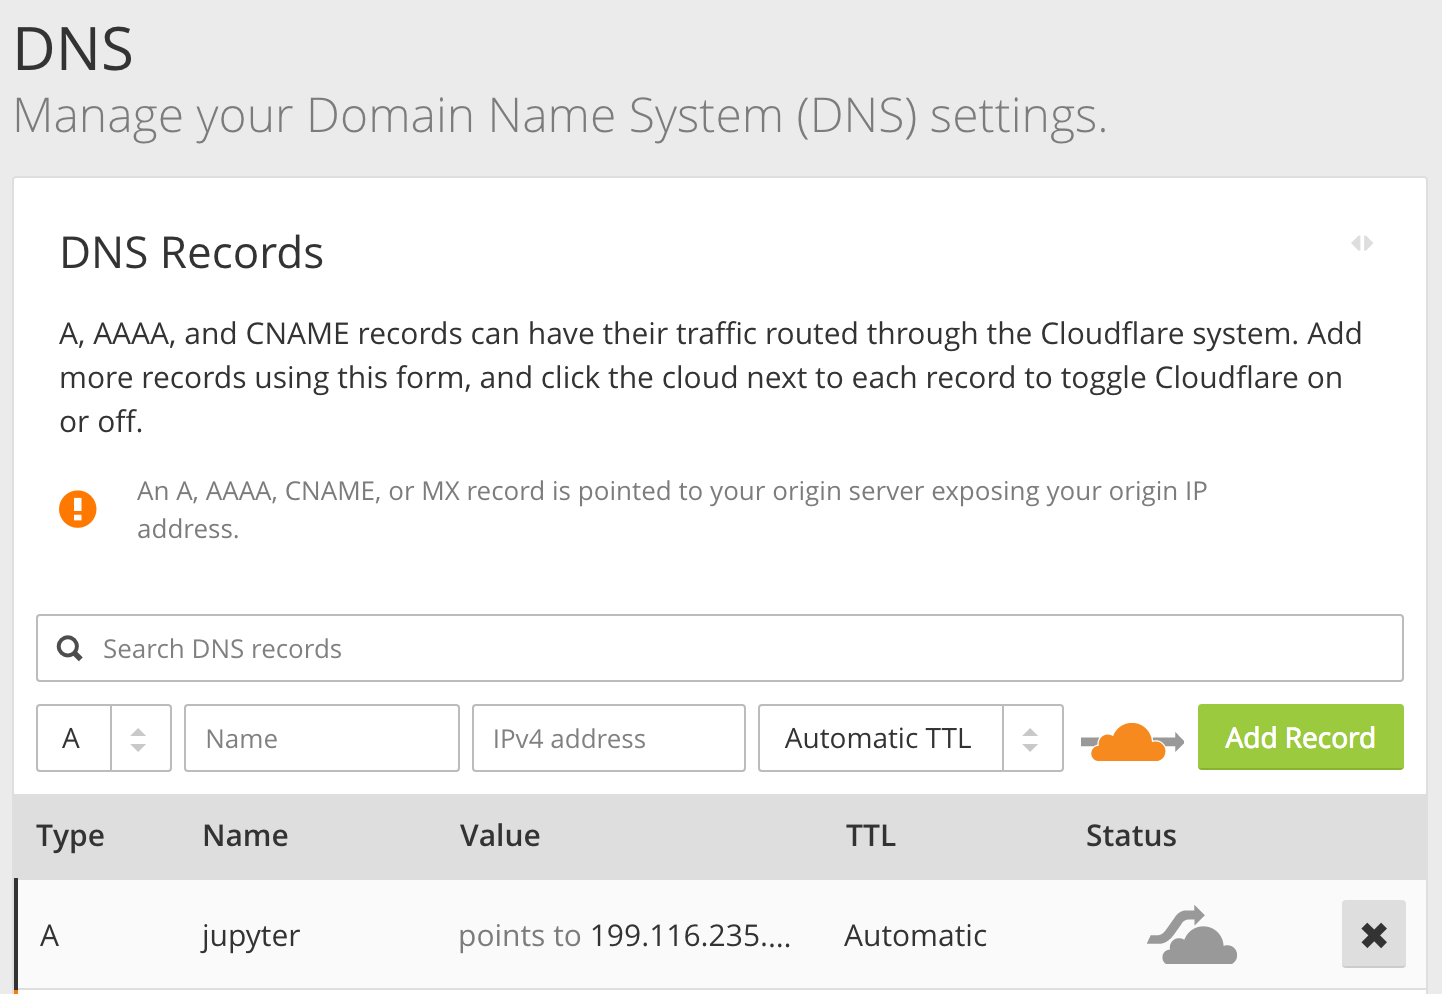 DNS
Manage your Domain Name System (DNS) settings.
DNS Records
A, AAAA, and CNAME records can have their traffic routed through the Cloudflare system. Add
more records using this form, and click the cloud next to each record to toggle Cloudflare on
or off.
An A, AAAA, CNAME, or MX record is pointed to your origin server exposing your origin IP
address.
Search DNS records
A Name IPv4 address Automatic TTL Add Record
Type Name Value TTL Status
A jupyter points to 199.116.235.... Automatic